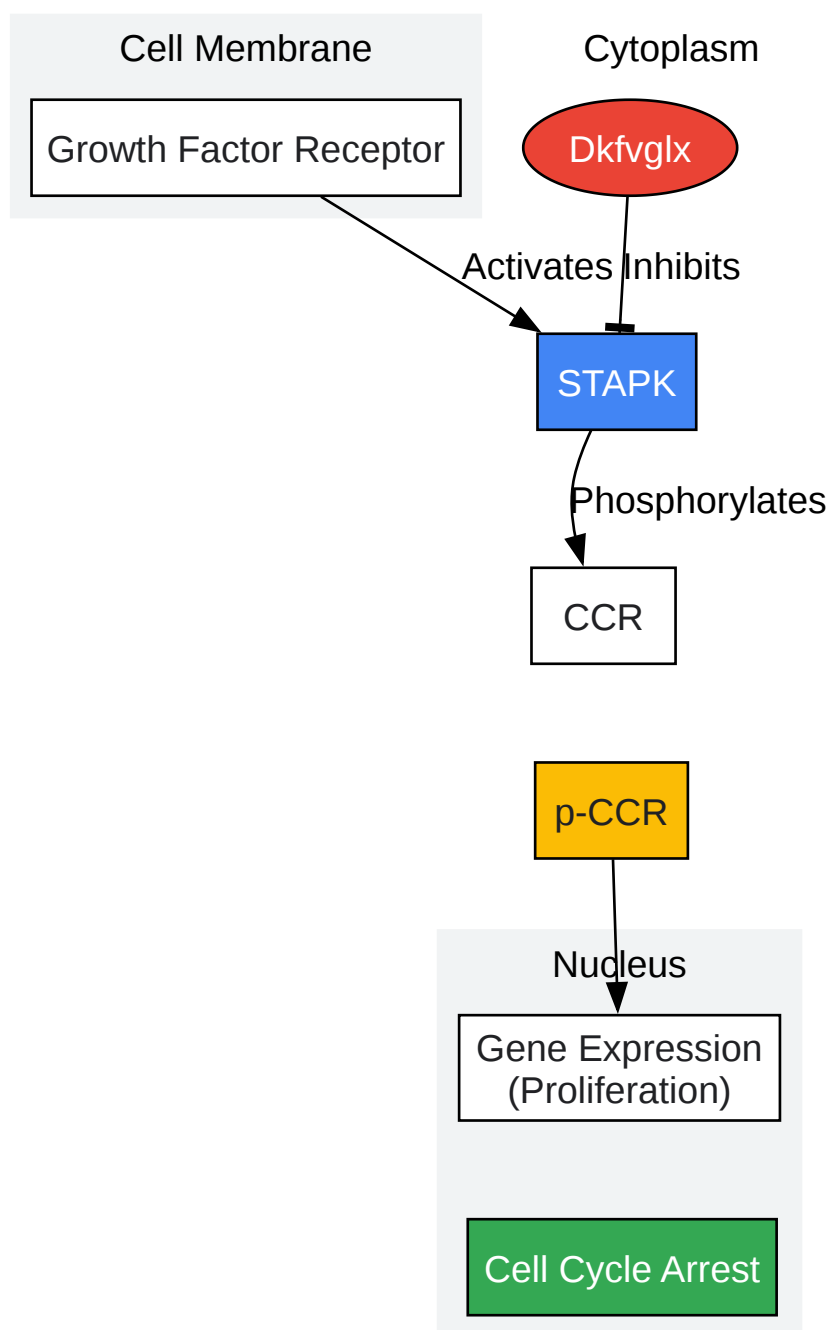 Cell Membrane
Cytoplasm
Growth Factor Receptor
Dkfvglx
Activates
Inhibits
STAPK
Phosphorylates
CCR
p-CCR
Nucleus
Gene Expression
(Proliferation)
Cell Cycle Arrest